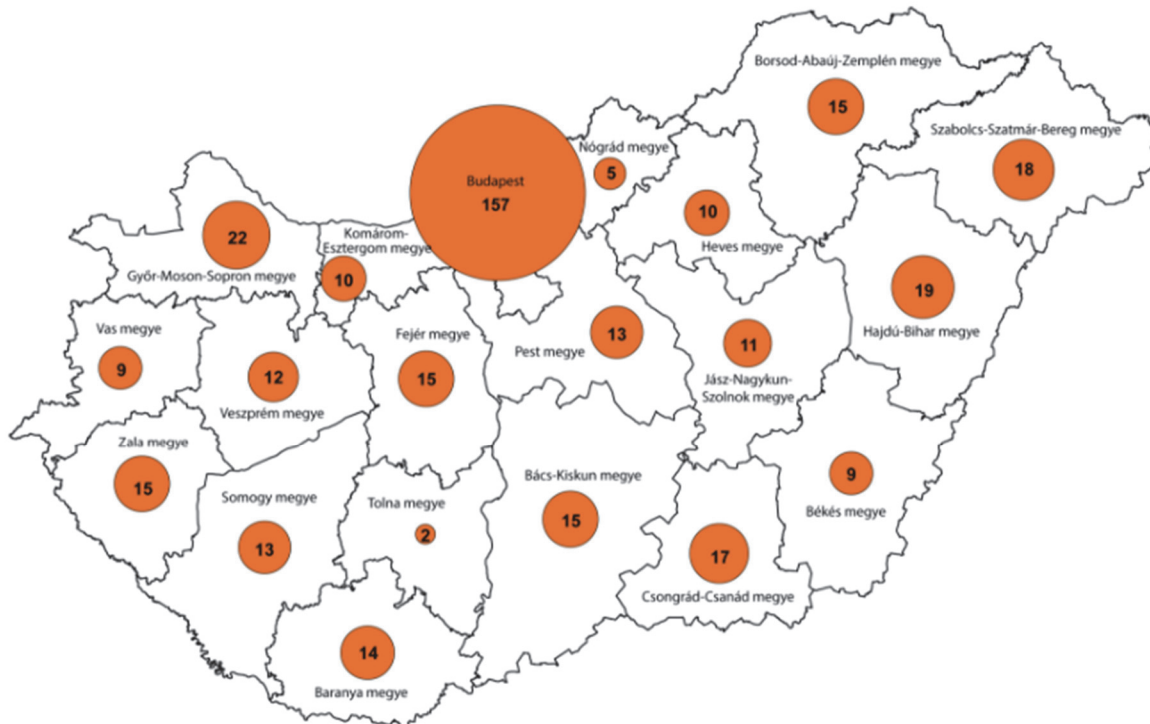 Borsod-Abaúj-Zemplén megye
15
Szabolcs-Szatmár-Bereg megye
18
Nógrád megye
5
Budapest
157
10
Heves megye
22
Győr-Moson-Sopron megye
Komárom-
Esztergom megye
10
19
Hajdú-Bihar megye
Vas megye
9
12
Veszprém megye
Fejér megye
15
13
Pest megye
11
Jász-Nagykun-
Szolnok megye
Zala megye
15
Somogy megye
13
Tolna megye
2
Bács-Kiskun megye
15
9
Békés megye
17
Csongrád-Csanád megye
14
Baranya megye